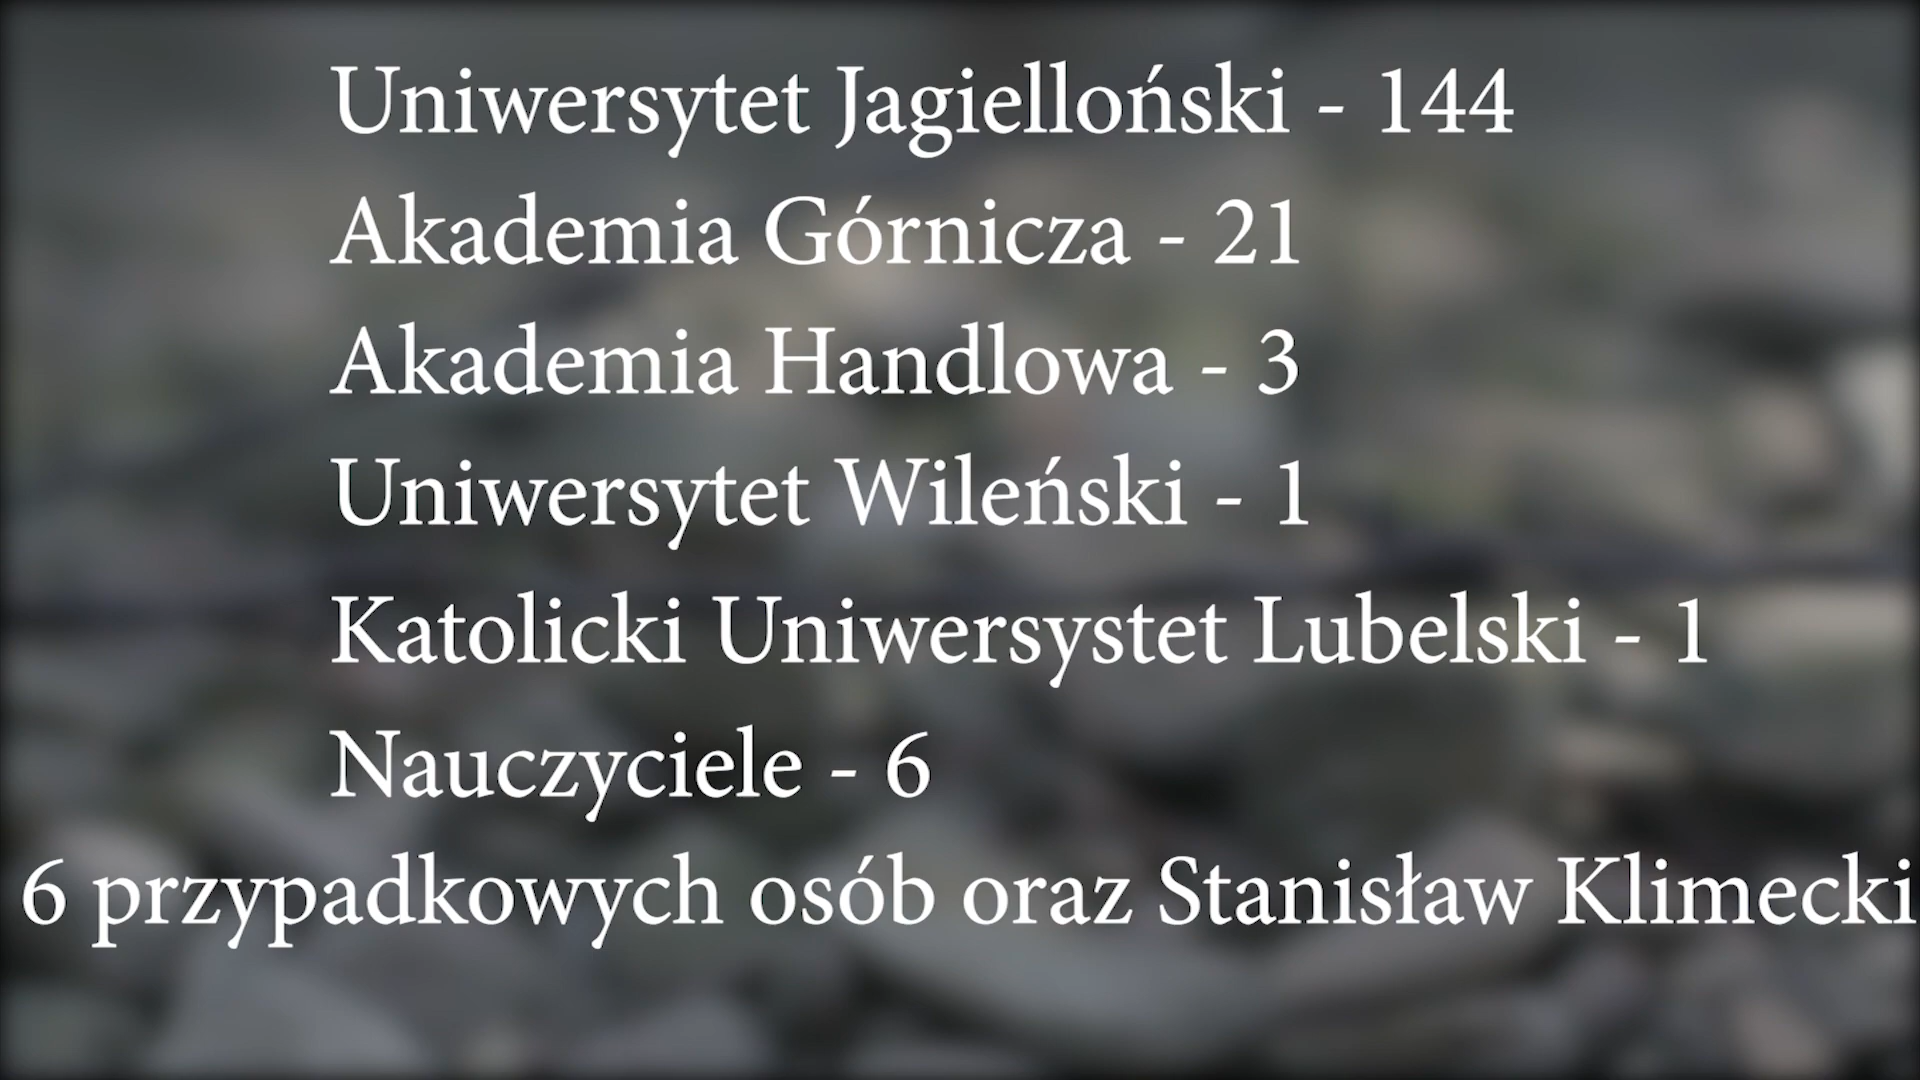 Uniwersytet Jagielloński - 144
Akademia Górnicza - 21
Akademia Handlowa - 3
Uniwersytet Wileński - 1
Katolicki Uniwersystet Lubelski - 1
Nauczyciele - 6
6 przypadkowych osób oraz Stanisław Klimecki